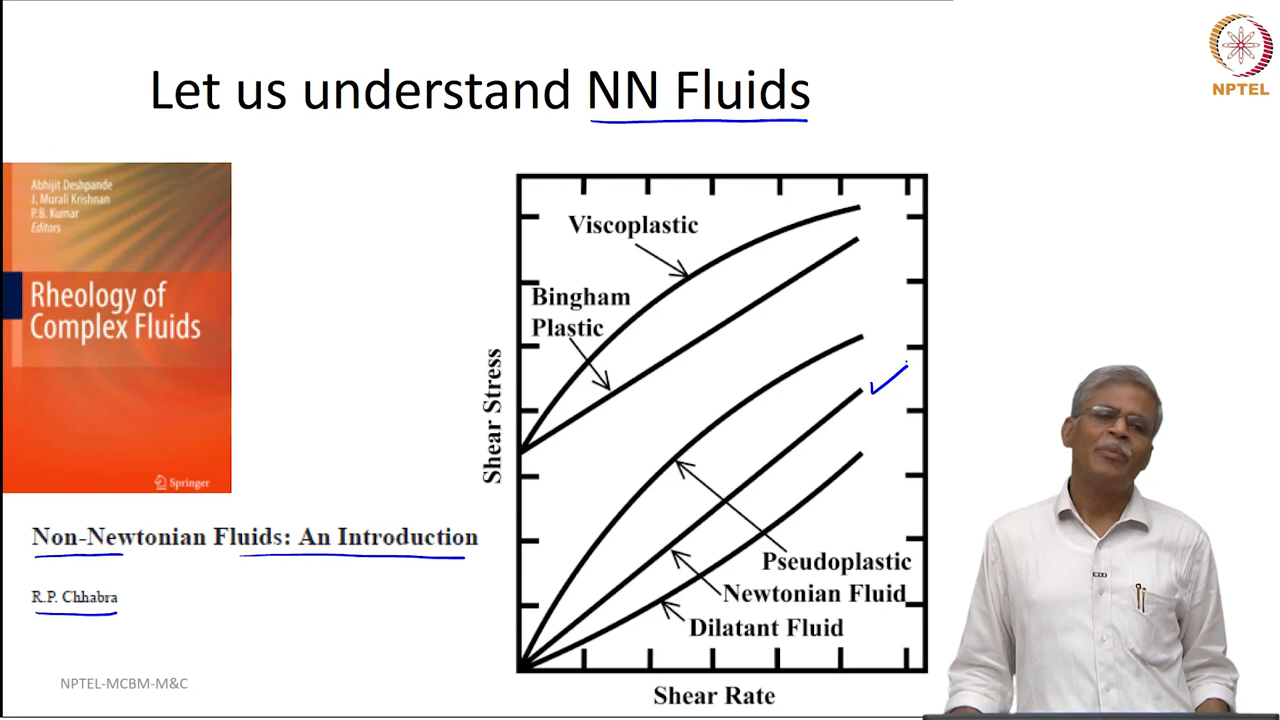 Let us understand NN Fluids
NPTEL
Abhijit Deshpande
J. Murali Krishnan
P.B. Kumar
Editors
Rheology of
Complex Fluids
Springer
Non-Newtonian Fluids: An Introduction
R.P. Chhabra
NPTEL-MCBM-M&C
Viscoplastic
Bingham
Plastic
Shear Stress
Pseudoplastic
Newtonian Fluid
Dilatant Fluid
Shear Rate